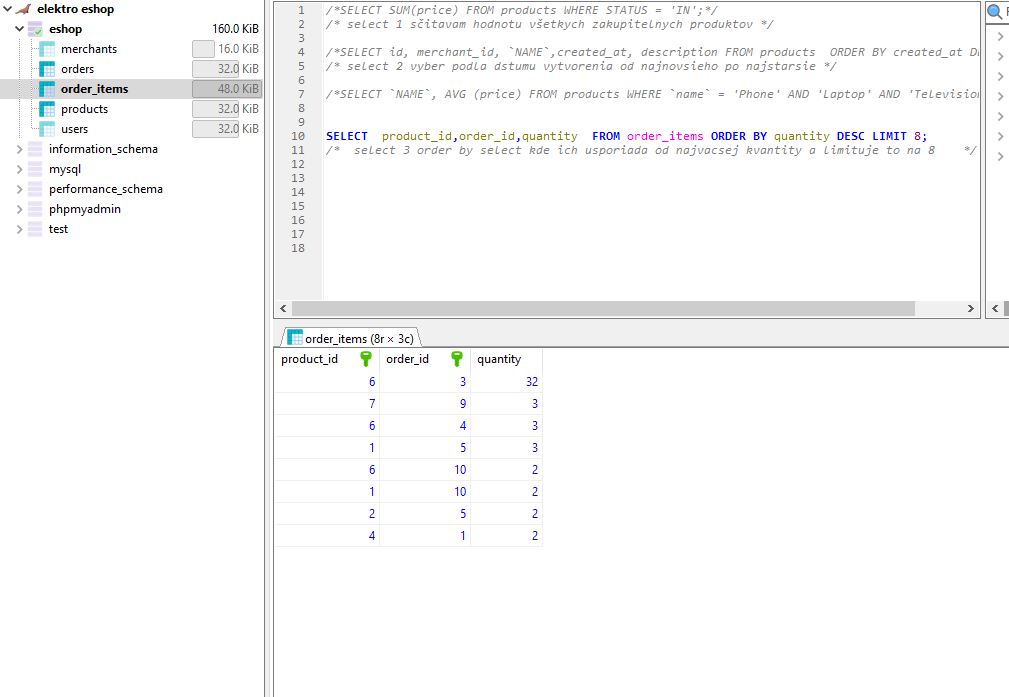 elektro eshop
eshop 160.0 KiB
merchants 16.0 KiB
orders 32.0 KiB
order_items 48.0 KiB
products 32.0 KiB
users 32.0 KiB
information_schema
mysql
performance_schema
phpmyadmin
test
1 /*SELECT SUM(price) FROM products WHERE STATUS = 'IN';*/
2 /* select 1 sčitavam hodnotu všetkych zakupitelnych produktov */
3
4 /*SELECT id, merchant_id, `NAME`,created_at, description FROM products ORDER BY created_at
5 /* select 2 vyber podla dstumu vytvorenia od najnovsieho po najstarsie */
6
7 /*SELECT `NAME`, AVG (price) FROM products WHERE `name` = 'Phone' AND 'Laptop' AND 'Television
8
9
10 SELECT product_id,order_id,quantity FROM order_items ORDER BY quantity DESC LIMIT 8;
11 /* select 3 order by select kde ich usporiada od najvacsej kvantity a limituje to na 8 */
12
13
14
15
16
17
18
order_items (8r × 3c)
product_id order_id quantity
6 3 32
7 9 3
6 4 3
1 5 3
6 10 2
1 10 2
2 5 2
4 1 2